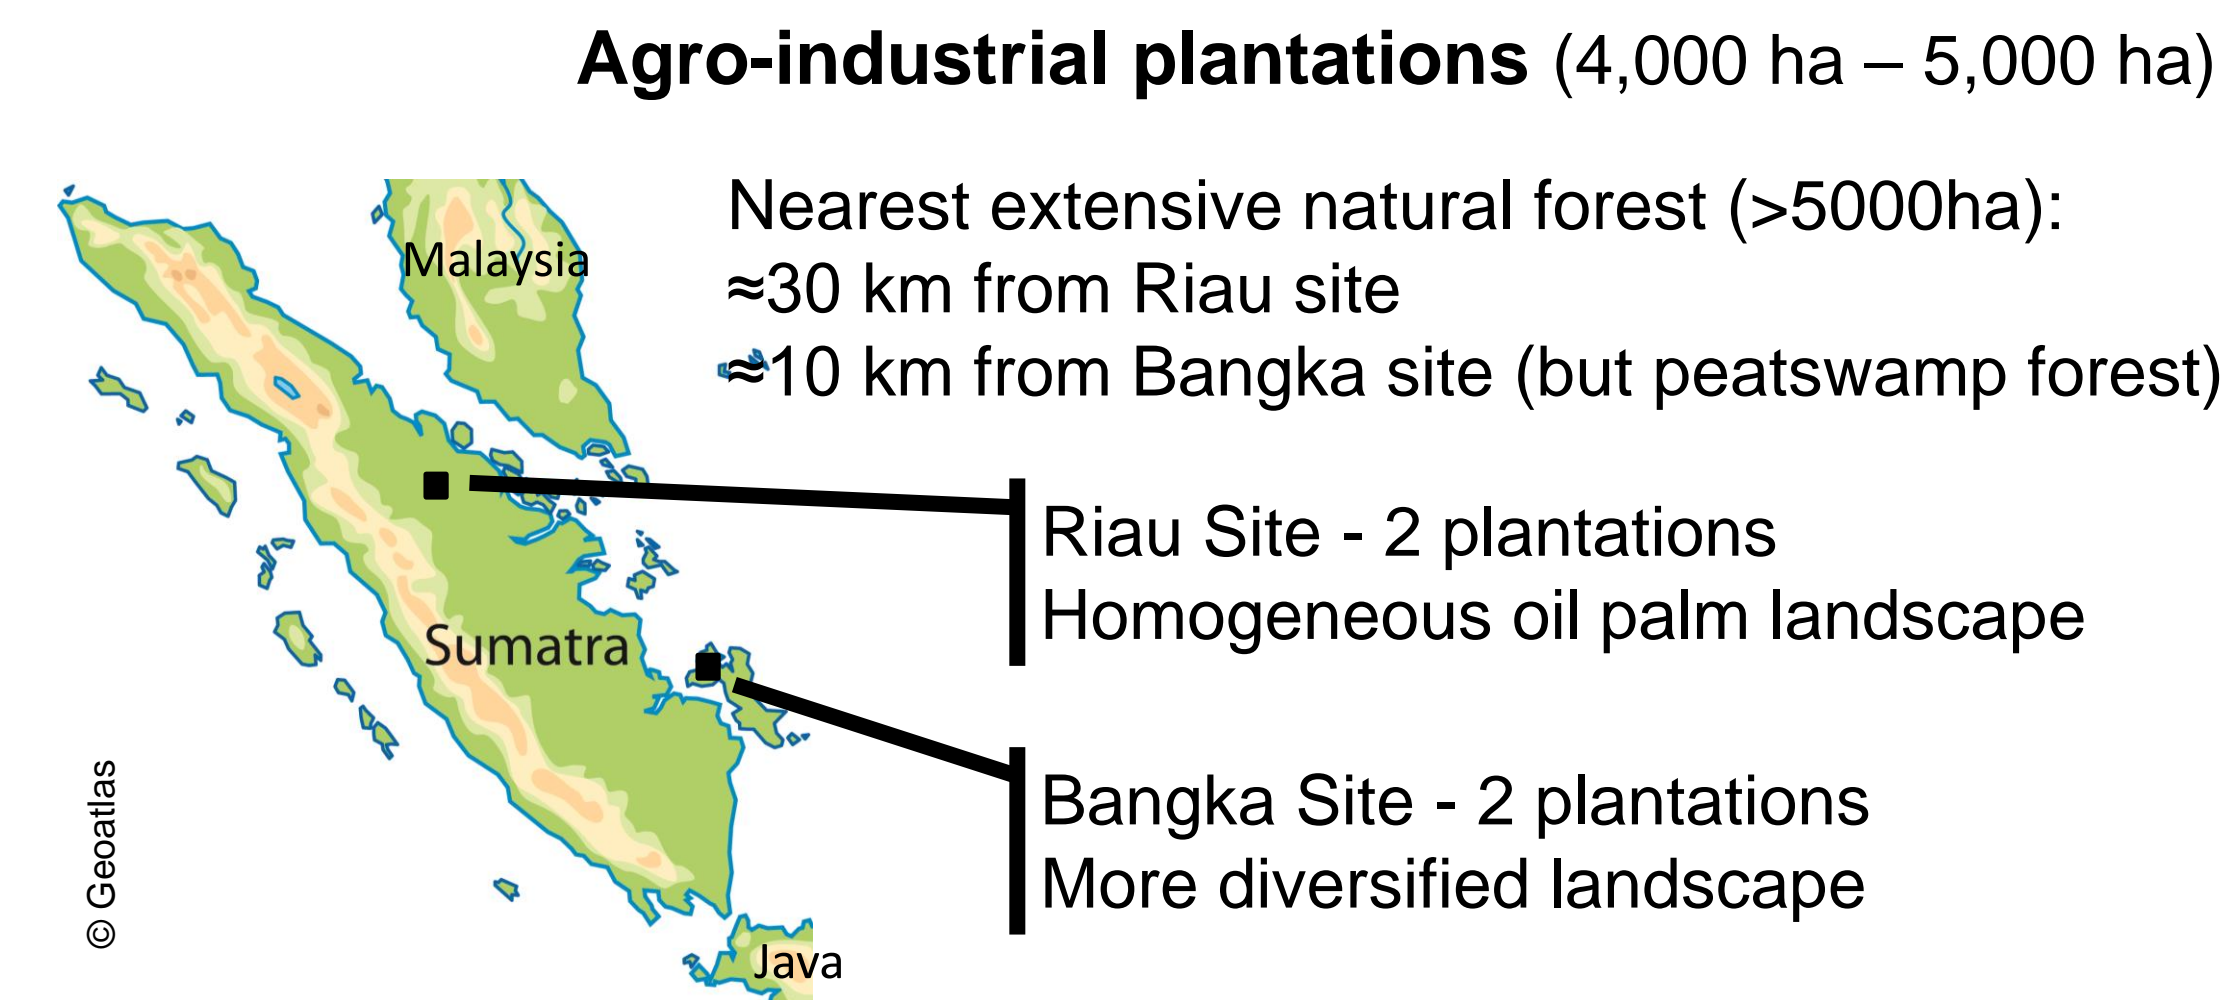 Agro-industrial plantations (4,000 ha – 5,000 ha)
Nearest extensive natural forest (>5000ha):
≈30 km from Riau site
≈10 km from Bangka site (but peatswamp forest)
Malaysia
Riau Site - 2 plantations
Homogeneous oil palm landscape
Sumatra
Bangka Site - 2 plantations
More diversified landscape
© Geoatlas
Java